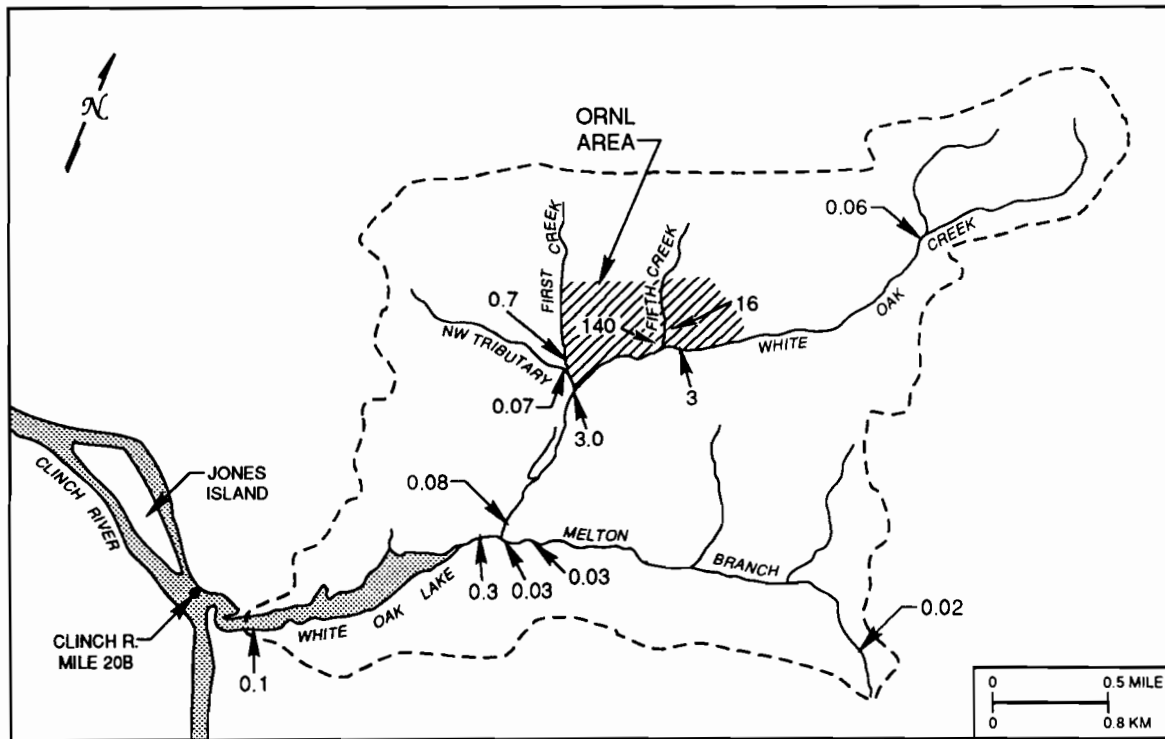 N
ORNL
AREA
0.06
CREEK
OAK
WHITE
FIRST CREEK
FIFTH CREEK
0.7
140
16
NW TRIBUTARY
0.07
3
3.0
CLINCH RIVER
JONES
ISLAND
0.08
MELTON
BRANCH
0.3
0.03
0.03
0.02
WHITE OAK LAKE
CLINCH R.
MILE 20B
0.1
0 0.5 MILE
0 0.8 KM